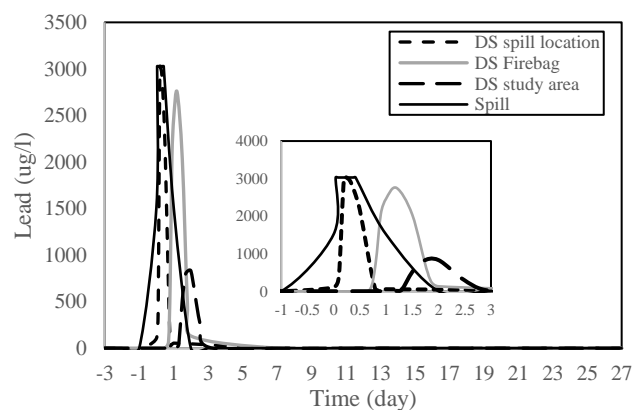 3500
3000
2500
2000
1500
1000
500
0
Lead (ug/l)
DS spill location
DS Firebag
DS study area
Spill
4000
3000
2000
1000
0
-1 -0.5 0 0.5 1 1.5 2 2.5 3
-3 -1 1 3 5 7 9 11 13 15 17 19 21 23 25 27
Time (day)